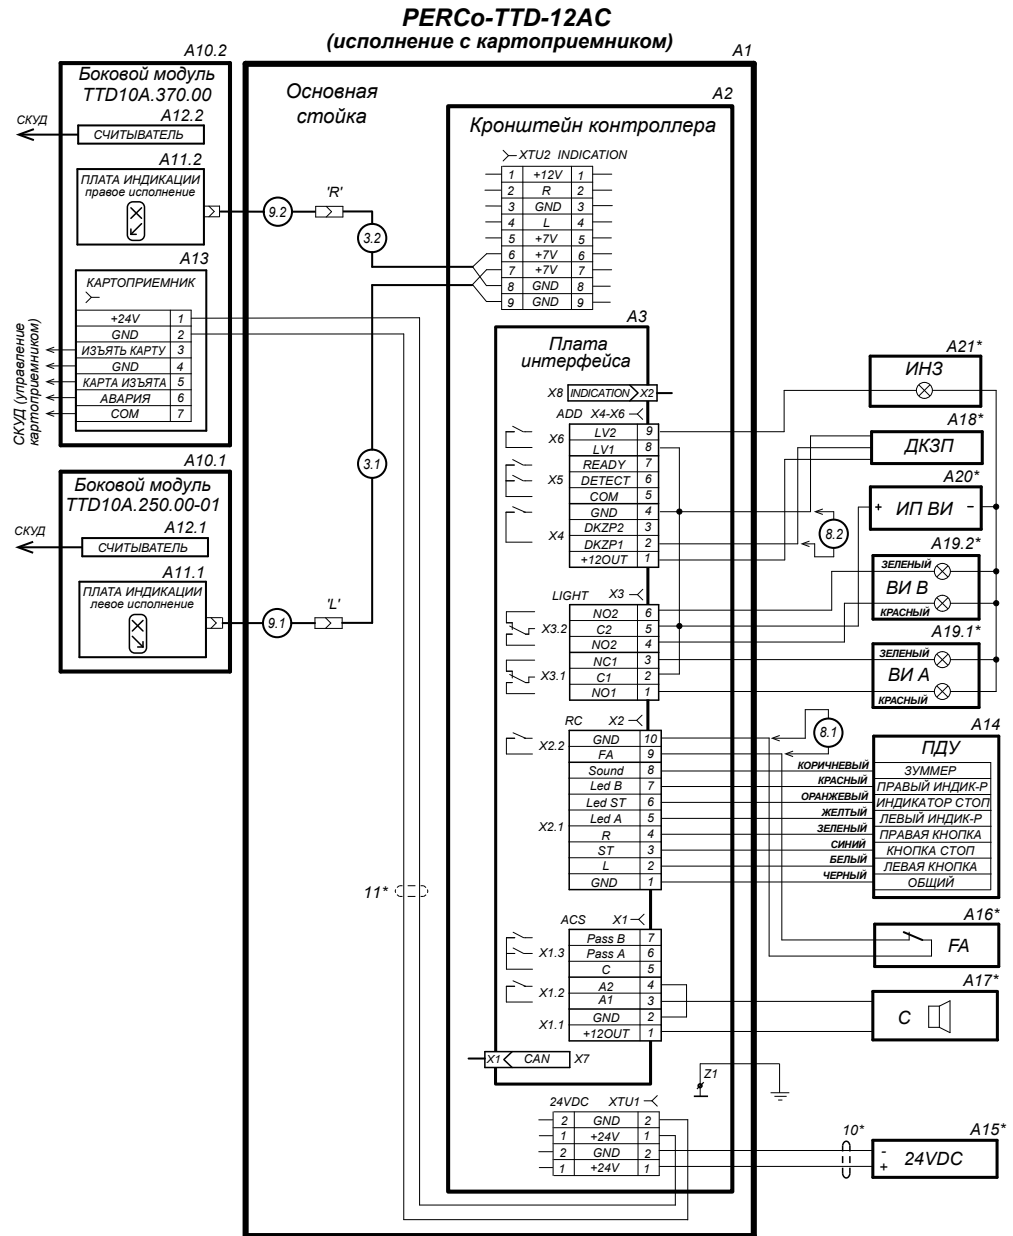 PERCo-TTD-12AC
(исполнение с картоприемником)
A10.2
A1
Боковой модуль
TTD10A.370.00
СКУД
A12.2
СЧИТЫВАТЕЛЬ
A11.2
ПЛАТА ИНДИКАЦИИ
правое исполнение
9.2
'R'
3.2
A13
КАРТОПРИЕМНИК
+24V 1
GND 2
ИЗЪЯТЬ КАРТУ 3
GND 4
КАРТА ИЗЪЯТА 5
АВАРИЯ 6
COM 7
СКУД (управление
картоприемником)
A10.1
Боковой модуль
TTD10A.250.00-01
СКУД
A12.1
СЧИТЫВАТЕЛЬ
A11.1
ПЛАТА ИНДИКАЦИИ
левое исполнение
9.1
'L'
3.1
Основная
стойка
11*
A2
Кронштейн контроллера
XTU2 INDICATION
1 +12V 1
2 R 2
3 GND 3
4 L 4
5 +7V 5
6 +7V 6
7 +7V 7
8 GND 8
9 GND 9
A3
Плата
интерфейса
X8 INDICATION X2
ADD X4-X6
X6
LV2 9
LV1 8
X5
READY 7
DETECT 6
COM 5
X4
GND 4
DKZP2 3
DKZP1 2
+12OUT 1
8.2
LIGHT X3
X3.2
NO2 6
C2 5
NO2 4
X3.1
NC1 3
C1 2
NO1 1
RC X2
X2.2
GND 10
FA 9
X2.1
Sound 8
Led B 7
Led ST 6
Led A 5
R 4
ST 3
L 2
GND 1
8.1
ACS X1
X1.3
Pass B 7
Pass A 6
C 5
X1.2
A2 4
A1 3
X1.1
GND 2
+12OUT 1
X1 CAN X7
Z1
24VDC XTU1
2 GND 2
1 +24V 1
2 GND 2
1 +24V 1
A21*
ИНЗ
A18*
ДКЗП
A20*
+ ИП ВИ -
A19.2*
ЗЕЛЕНЫЙ
ВИ В
КРАСНЫЙ
A19.1*
ЗЕЛЕНЫЙ
ВИ А
КРАСНЫЙ
A14
ПДУ
КОРИЧНЕВЫЙ ЗУММЕР
КРАСНЫЙ ПРАВЫЙ ИНДИК-Р
ОРАНЖЕВЫЙ ИНДИКАТОР СТОП
ЖЕЛТЫЙ ЛЕВЫЙ ИНДИК-Р
ЗЕЛЕНЫЙ ПРАВАЯ КНОПКА
СИНИЙ КНОПКА СТОП
БЕЛЫЙ ЛЕВАЯ КНОПКА
ЧЕРНЫЙ ОБЩИЙ
A16*
FA
A17*
C
10*
A15*
- 24VDC
+